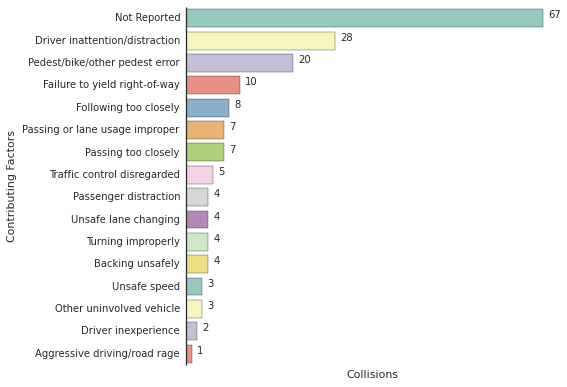 Contributing Factors
Not Reported 67
Driver inattention/distraction 28
Pedest/bike/other pedest error 20
Failure to yield right-of-way 10
Following too closely 8
Passing or lane usage improper 7
Passing too closely 7
Traffic control disregarded 5
Passenger distraction 4
Unsafe lane changing 4
Turning improperly 4
Backing unsafely 4
Unsafe speed 3
Other uninvolved vehicle 3
Driver inexperience 2
Aggressive driving/road rage 1
Collisions